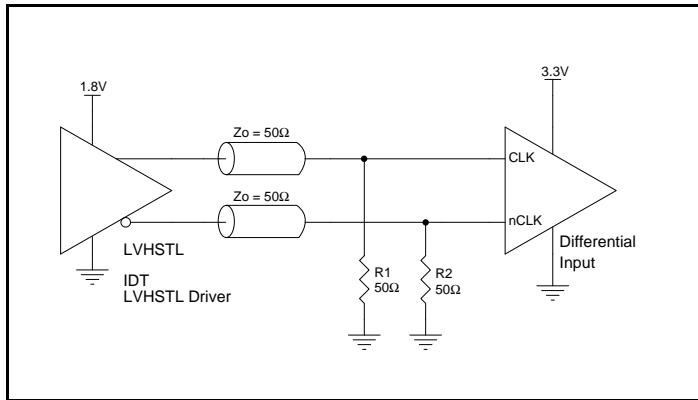 1.8V
3.3V
Zo = 50Ω
CLK
Zo = 50Ω
nCLK
LVHSTL
Differential
Input
IDT
LVHSTL Driver
R1
50Ω
R2
50Ω